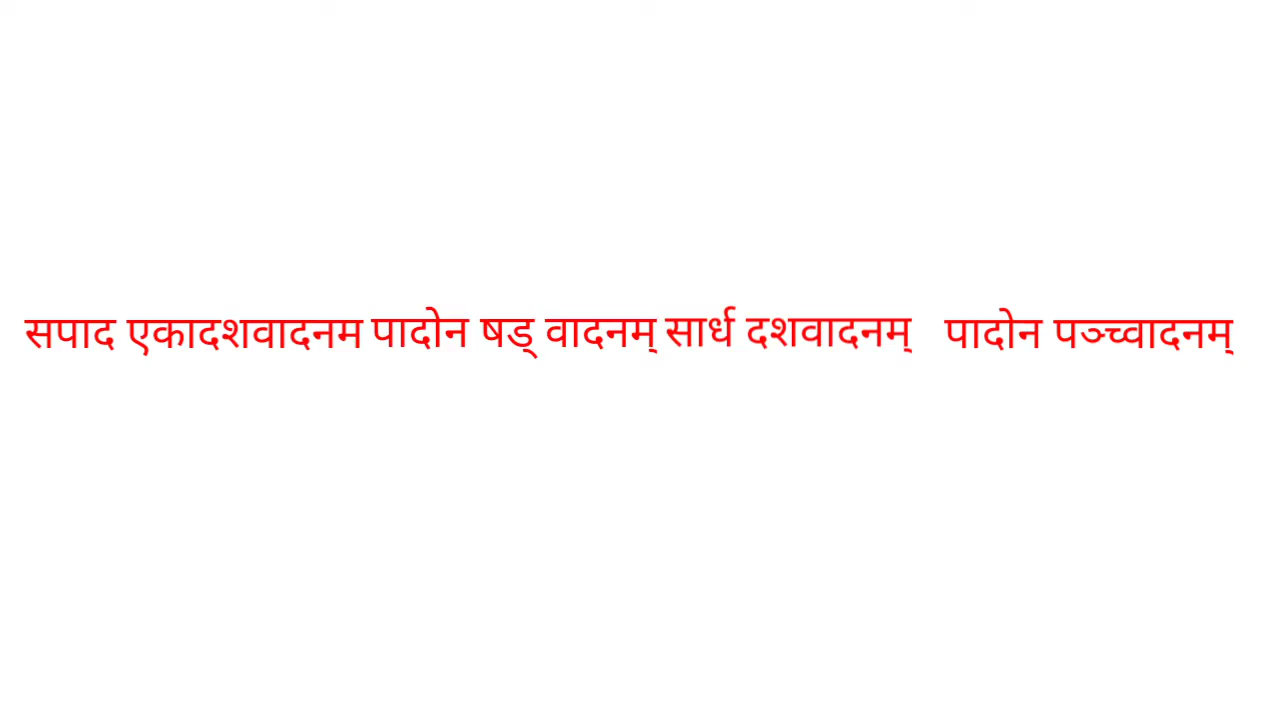 सपाद एकादशवादनम पादोन षड् वादनम् सार्ध दशवादनम् पादोन पञ्च्वादनम्